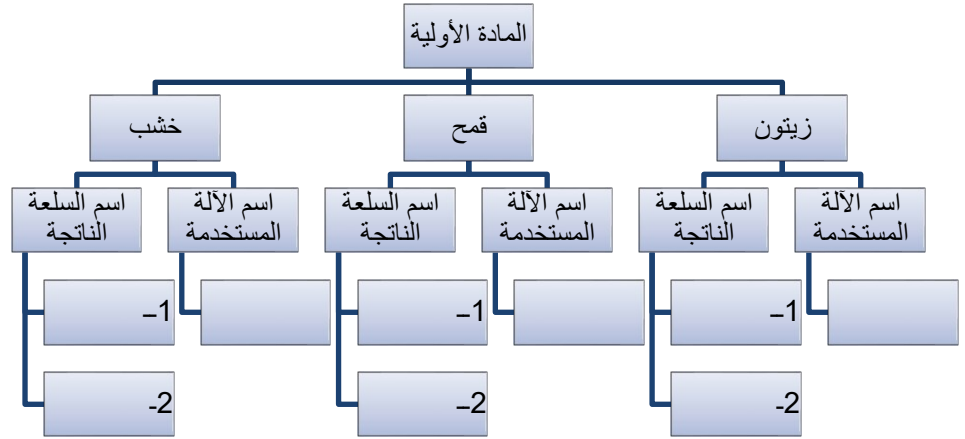 المادة الأولية
زيتون
قمح
خشب
اسم الآلة
المستخدمة
اسم السلعة
الناتجة
اسم الآلة
المستخدمة
اسم السلعة
الناتجة
اسم الآلة
المستخدمة
اسم السلعة
الناتجة
1–
1–
1–
2-
2–
2-